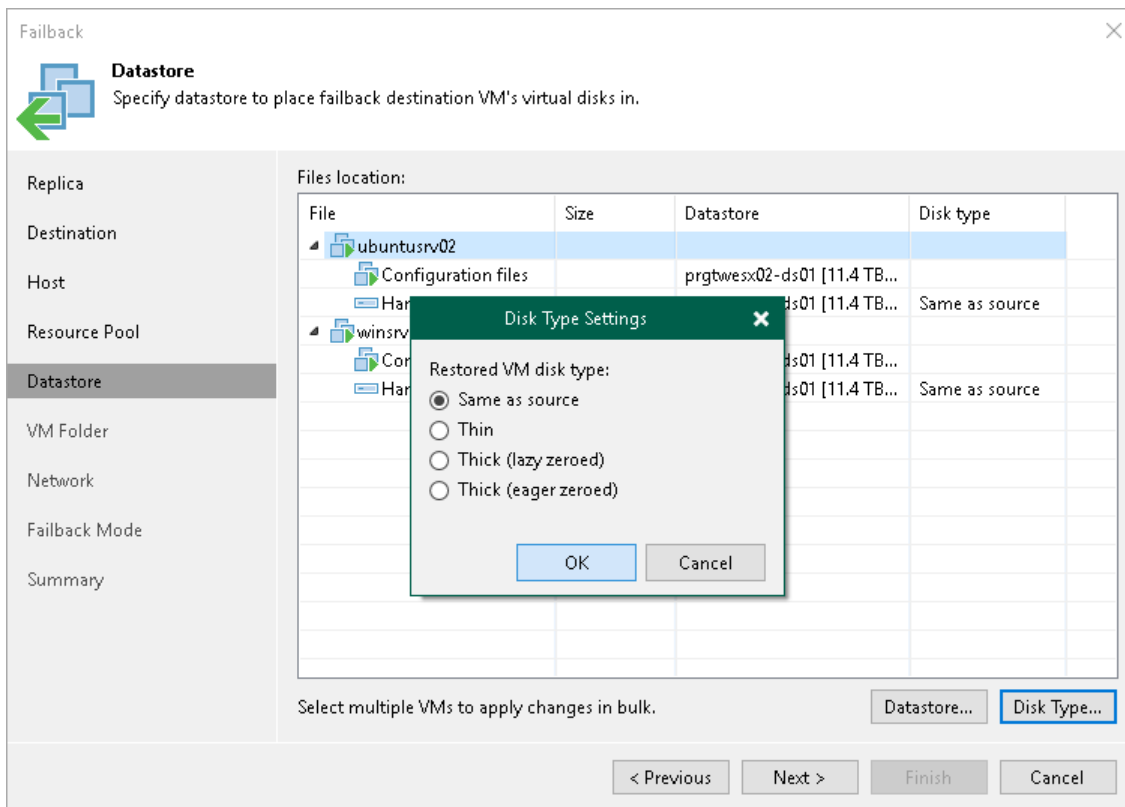 Failback
Datastore
Specify datastore to place failback destination VM's virtual disks in.
Replica
Destination
Host
Resource Pool
Datastore
VM Folder
Network
Failback Mode
Summary
Files location:
File Size Datastore Disk type
ubuntusrv02
Configuration files prgtwesx02-ds01 [11.4 TB...
Har ds01 [11.4 TB... Same as source
winsrv
Cor ds01 [11.4 TB...
Har ds01 [11.4 TB... Same as source
Disk Type Settings
Restored VM disk type:
Same as source
Thin
Thick (lazy zeroed)
Thick (eager zeroed)
OK Cancel
Select multiple VMs to apply changes in bulk.
Datastore... Disk Type...
< Previous Next > Finish Cancel